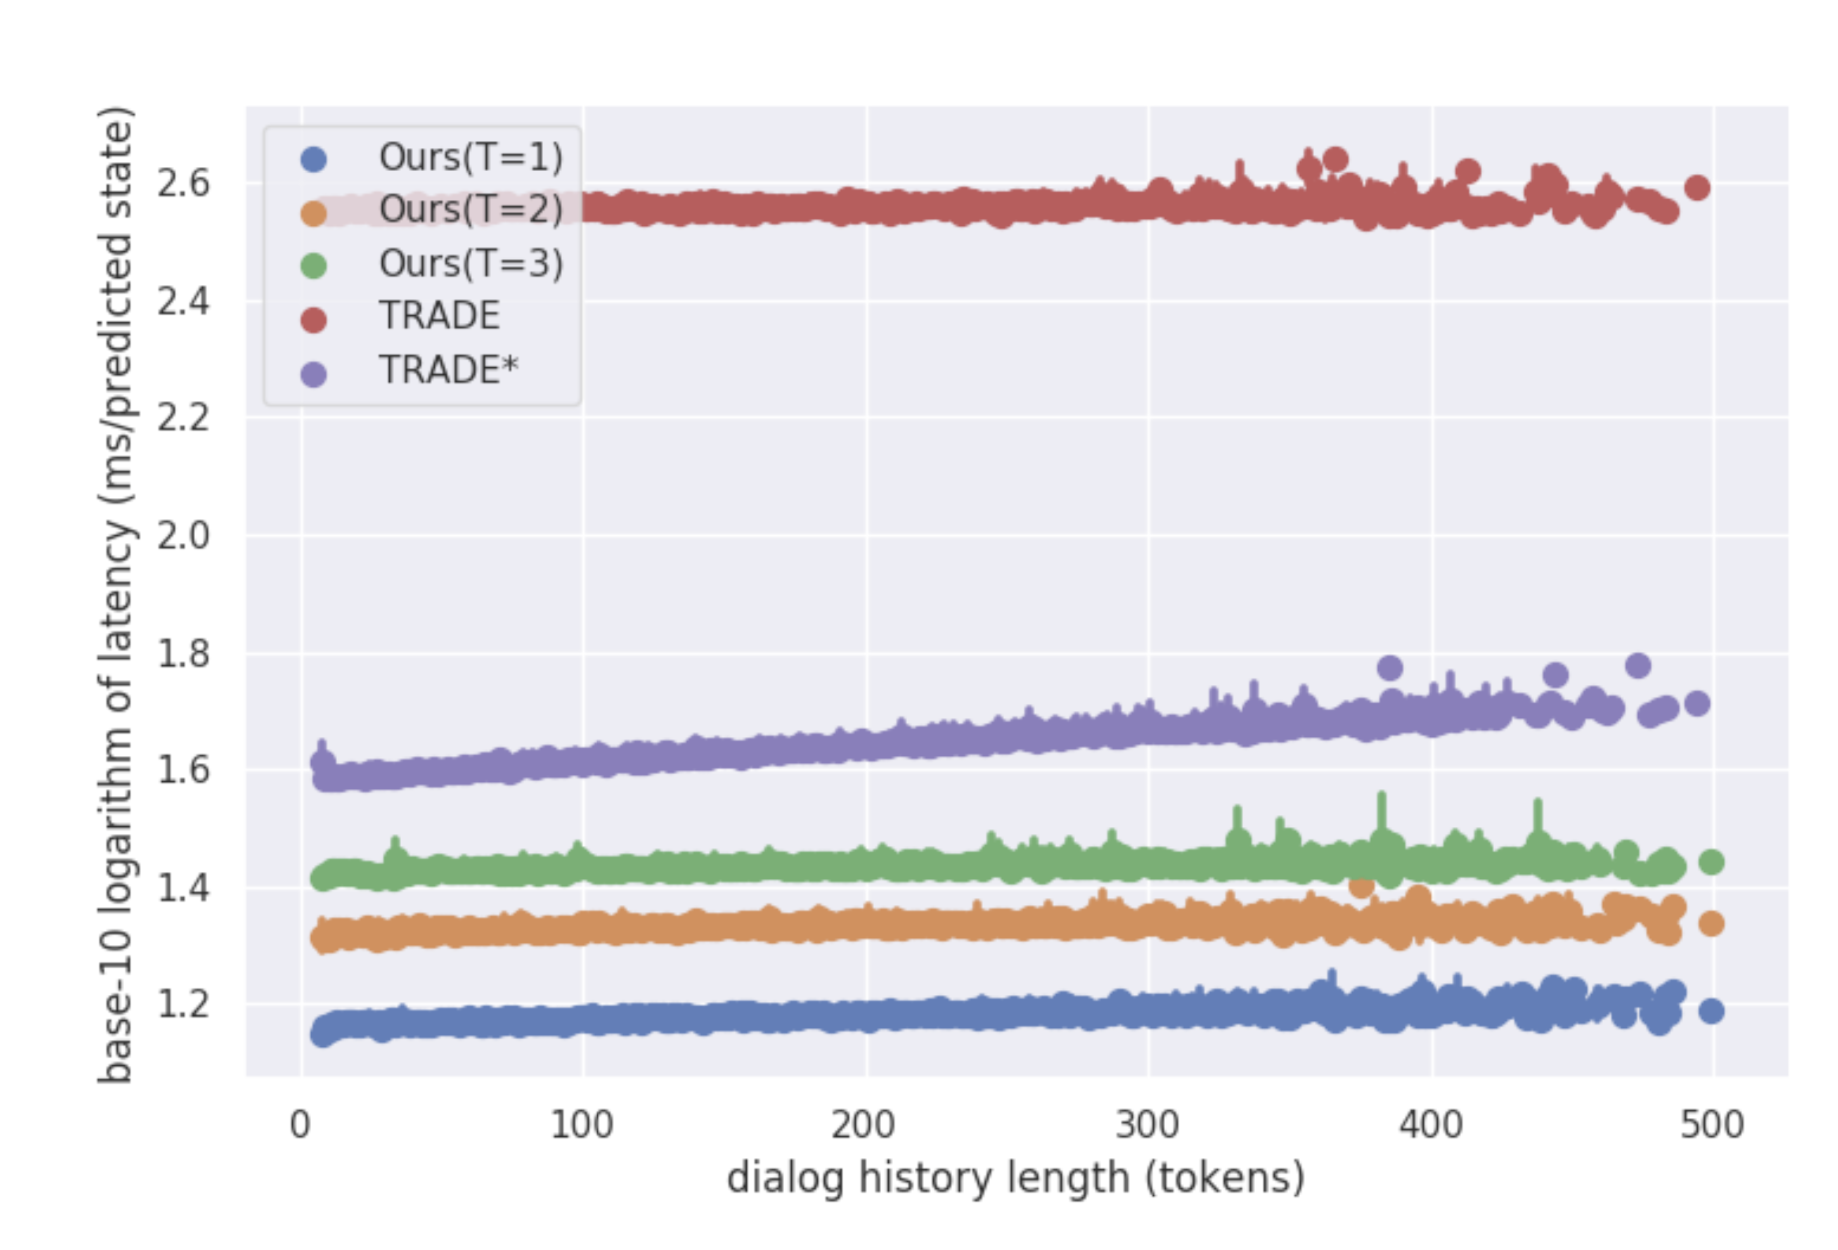 base-10 logarithm of latency (ms/predicted state)
2.6
2.4
2.2
2.0
1.8
1.6
1.4
1.2
Ours(T=1)
Ours(T=2)
Ours(T=3)
TRADE
TRADE*
0 100 200 300 400 500
dialog history length (tokens)